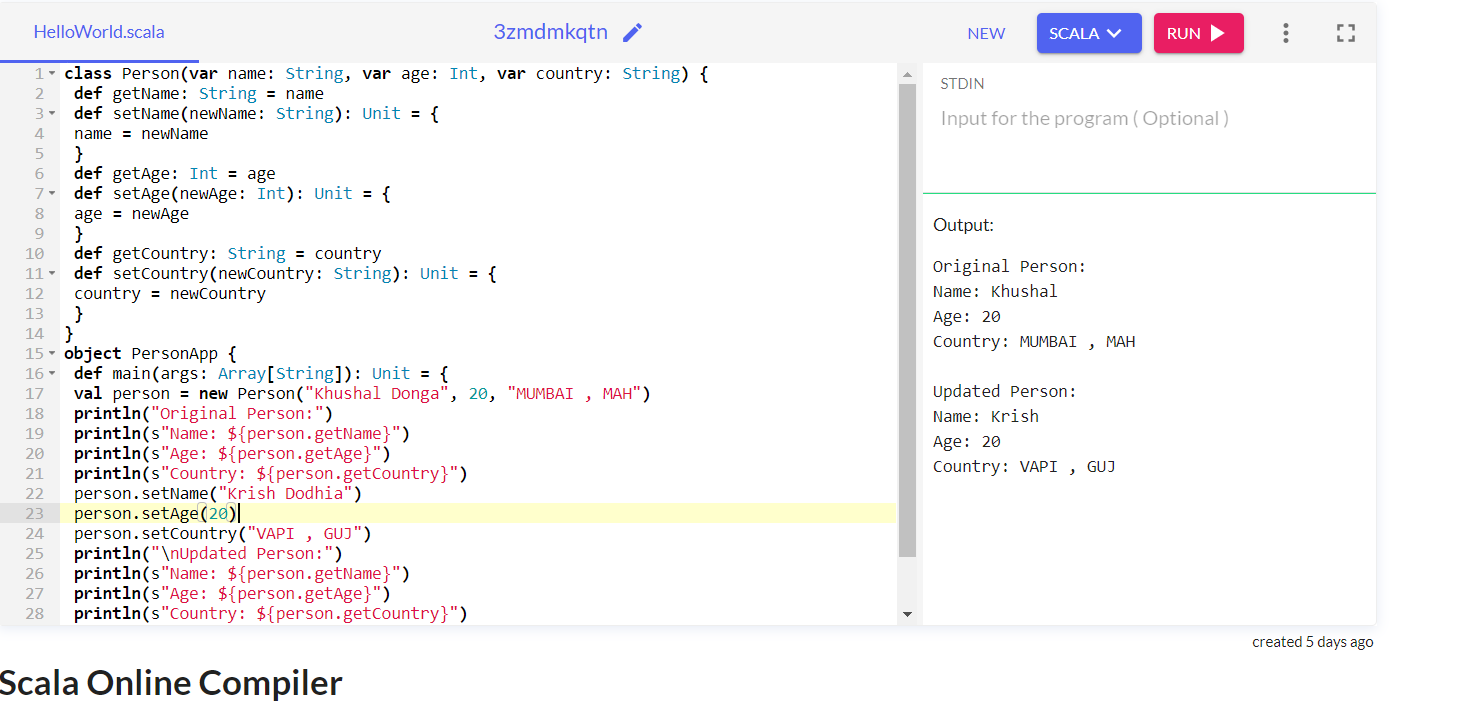 HelloWorld.scala
3zmdmkqtn
NEW
SCALA
RUN
1 class Person(var name: String, var age: Int, var country: String) {
2 def getName: String = name
3 def setName(newName: String): Unit = {
4 name = newName
5 }
6 def getAge: Int = age
7 def setAge(newAge: Int): Unit = {
8 age = newAge
9 }
10 def getCountry: String = country
11 def setCountry(newCountry: String): Unit = {
12 country = newCountry
13 }
14 }
15 object PersonApp {
16 def main(args: Array[String]): Unit = {
17 val person = new Person("Khushal Donga", 20, "MUMBAI , MAH")
18 println("Original Person:")
19 println(s"Name: ${person.getName}")
20 println(s"Age: ${person.getAge}")
21 println(s"Country: ${person.getCountry}")
22 person.setName("Krish Dodhia")
23 person.setAge(20)
24 person.setCountry("VAPI , GUJ")
25 println("\nUpdated Person:")
26 println(s"Name: ${person.getName}")
27 println(s"Age: ${person.getAge}")
28 println(s"Country: ${person.getCountry}")
STDIN
Input for the program ( Optional )
Output:
Original Person:
Name: Khushal
Age: 20
Country: MUMBAI , MAH
Updated Person:
Name: Krish
Age: 20
Country: VAPI , GUJ
created 5 days ago
Scala Online Compiler